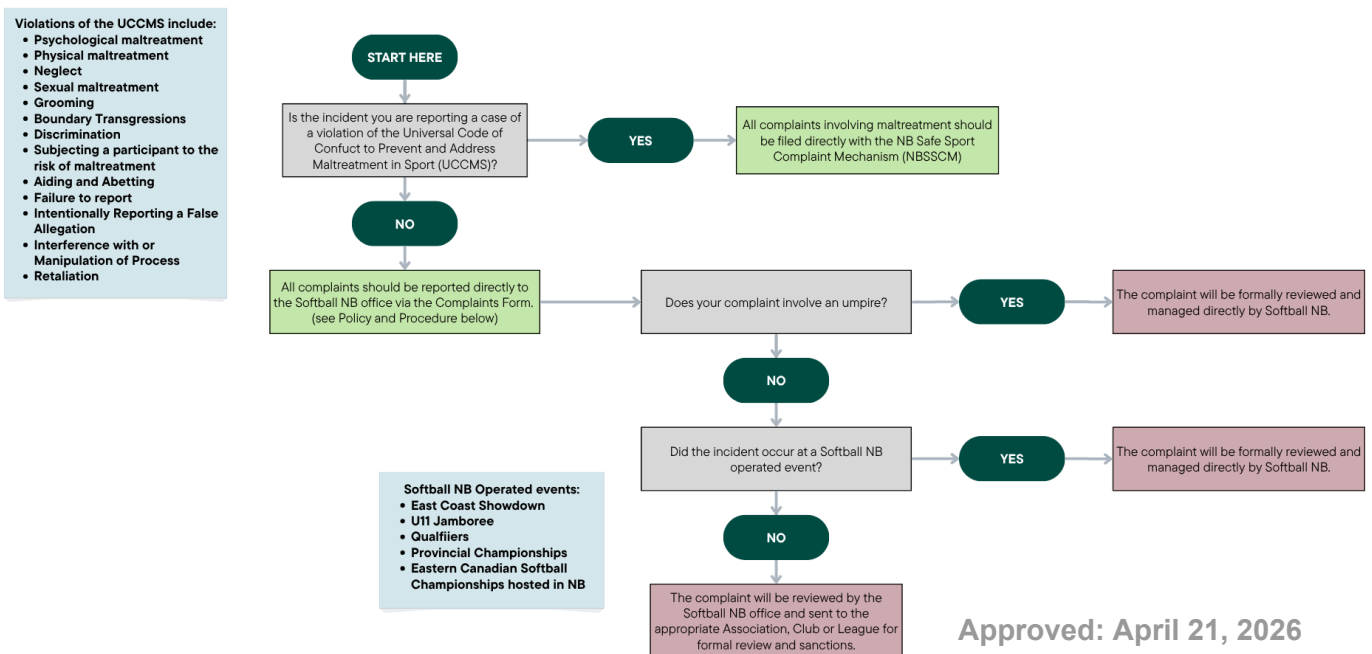 Violations of the UCCMS include:
• Psychological maltreatment
• Physical maltreatment
• Neglect
• Sexual maltreatment
• Grooming
• Boundary Transgressions
• Discrimination
• Subjecting a participant to the
risk of maltreatment
• Aiding and Abetting
• Failure to report
• Intentionally Reporting a False
Allegation
• Interference with or
Manipulation of Process
• Retaliation
START HERE
Is the incident you are reporting a case of
a violation of the Universal Code of
Confuct to Prevent and Address
Maltreatment in Sport (UCCMS)?
YES
All complaints involving maltreatment should
be filed directly with the NB Safe Sport
Complaint Mechanism (NBSSCM)
NO
All complaints should be reported directly to
the Softball NB office via the Complaints Form.
(see Policy and Procedure below)
Does your complaint involve an umpire?
YES
The complaint will be formally reviewed and
managed directly by Softball NB.
NO
Did the incident occur at a Softball NB
operated event?
YES
The complaint will be formally reviewed and
managed directly by Softball NB.
Softball NB Operated events:
• East Coast Showdown
• U11 Jamboree
• Qualfiiers
• Provincial Championships
• Eastern Canadian Softball
Championships hosted in NB
NO
The complaint will be reviewed by the
Softball NB office and sent to the
appropriate Association, Club or League for
formal review and sanctions.
Approved: April 21, 2026